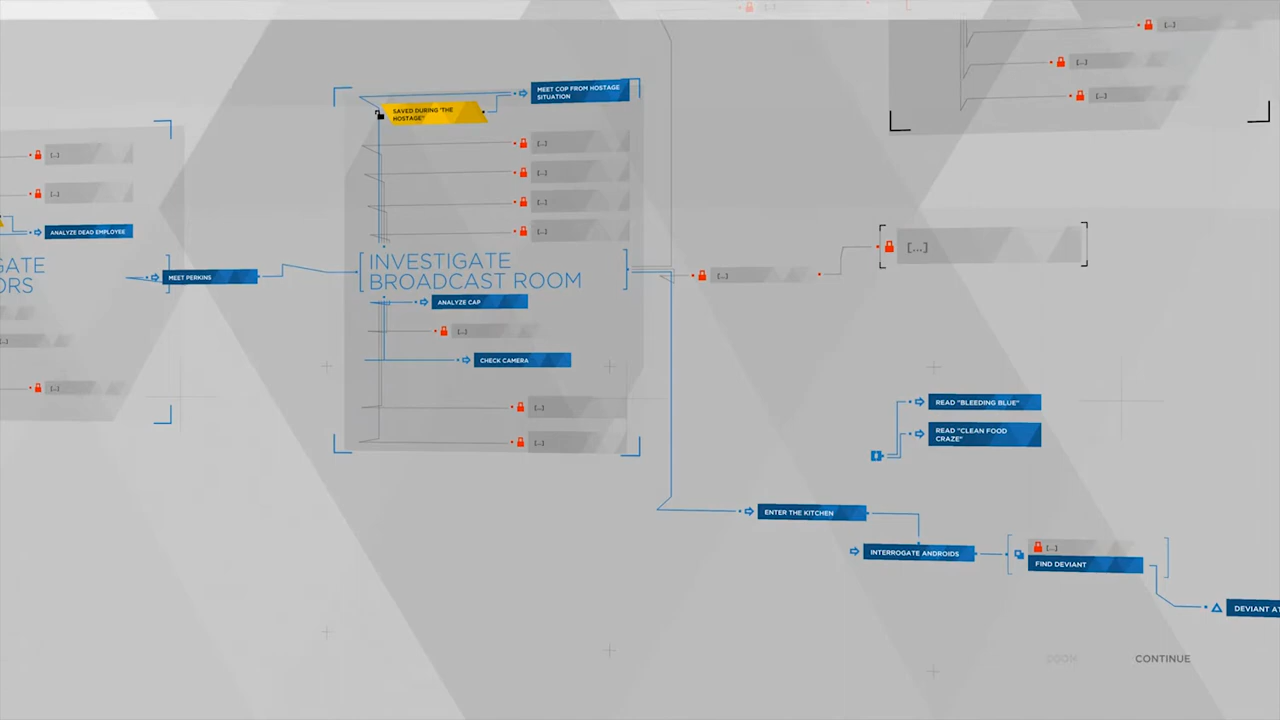 [...]
[...]
[...]
[...]
MEET COP FROM HOSTAGE
SITUATION
SAVED DURING "THE
HOSTAGE"
[...]
[...]
[...]
[...]
[...]
[...]
ANALYZE DEAD EMPLOYEE
MEET PERKINS
INVESTIGATE
BROADCAST ROOM
[...]
[...]
ANALYZE CAP
[...]
CHECK CAMERA
[...]
[...]
[...]
[...]
READ "BLEEDING BLUE"
READ "CLEAN FOOD
CRAZE"
ENTER THE KITCHEN
INTERROGATE ANDROIDS
[...]
FIND DEVIANT
DEVIANT AT
CONTINUE